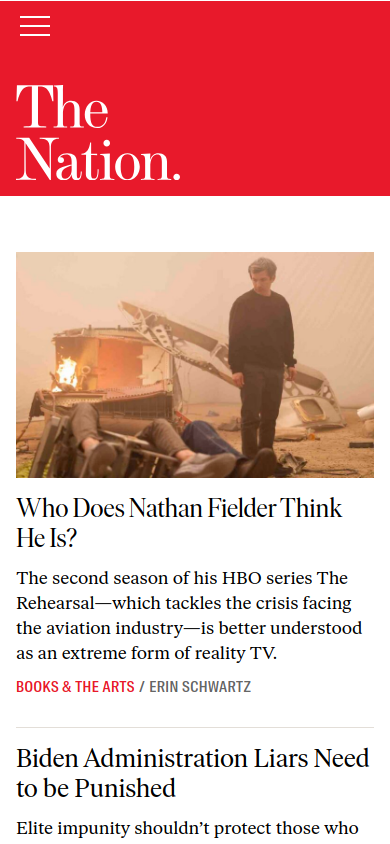 The
Nation.
Who Does Nathan Fielder Think
He Is?
The second season of his HBO series The
Rehearsal—which tackles the crisis facing
the aviation industry—is better understood
as an extreme form of reality TV.
BOOKS & THE ARTS / ERIN SCHWARTZ
Biden Administration Liars Need
to be Punished
Elite impunity shouldn’t protect those who